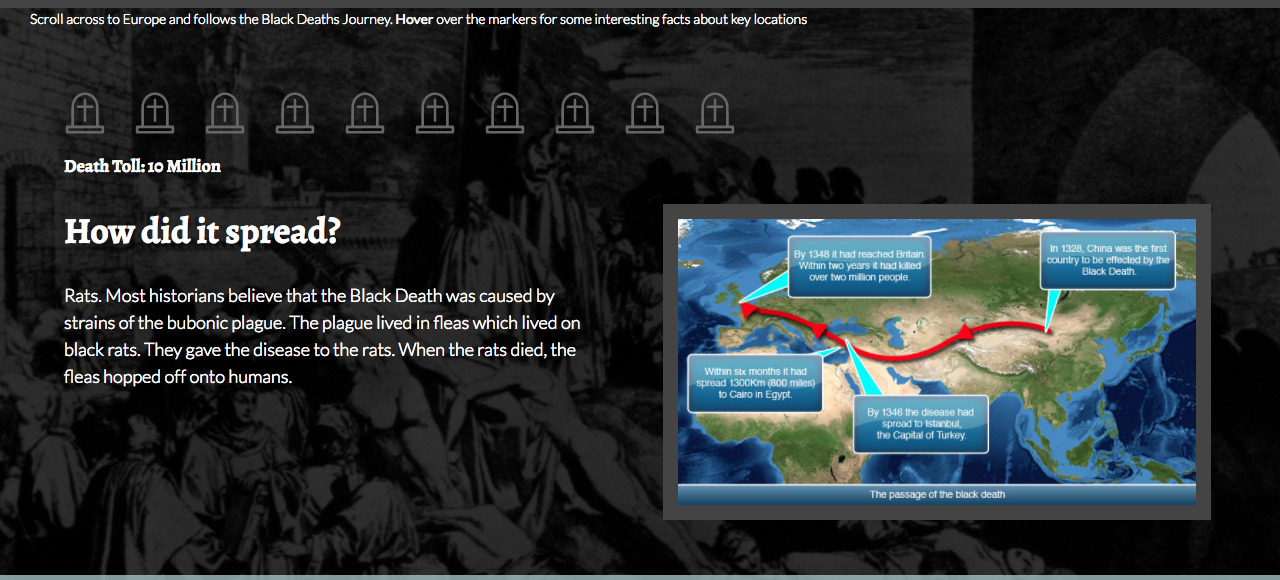 Scroll across to Europe and follows the Black Deaths Journey. Hover over the markers for some interesting facts about key locations
Death Toll: 10 Million
How did it spread?
Rats. Most historians believe that the Black Death was caused by
strains of the bubonic plague. The plague lived in fleas which lived on
black rats. They gave the disease to the rats. When the rats died, the
fleas hopped off onto humans.
By 1348 it had reached Britain.
Within two years it had killed
over two million people.
In 1328, China was the first
country to be effected by the
Black Death.
Within six months it had
spread 1300Km (800 miles)
to Cairo in Egypt.
By 1346 the disease had
spread to Istanbul,
the Capital of Turkey.
The passage of the black death